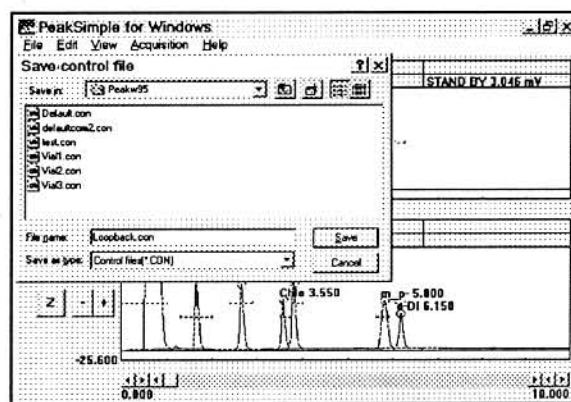 PeakSimple for Windows
File Edit View Acquisition Help
Save control file
Save in: Peakw95
STAND BY 3.046 mV
Default.con
defaultcom2.con
test.con
Vial1.con
Vial2.con
Vial3.con
File name: Loopback.con
Save
Save as type: Control files(*.CON)
Cancel
Z - +
3.550
5.800
6.150
-25.600
0.000 10.000